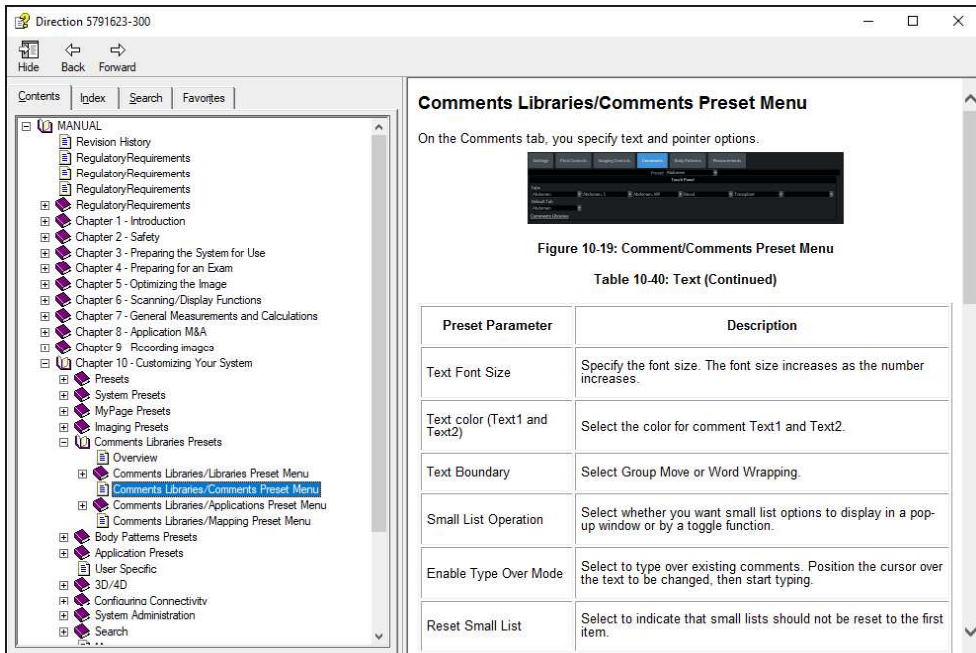 Direction 5791623-300
Hide Back Forward
Contents Index Search Favorites
MANUAL
Revision History
RegulatoryRequirements
RegulatoryRequirements
RegulatoryRequirements
RegulatoryRequirements
Chapter 1 - Introduction
Chapter 2 - Safety
Chapter 3 - Preparing the System for Use
Chapter 4 - Preparing for an Exam
Chapter 5 - Optimizing the Image
Chapter 6 - Scanning/Display Functions
Chapter 7 - General Measurements and Calculations
Chapter 8 - Application M&A
Chapter 9 - Recording images
Chapter 10 - Customizing Your System
Presets
System Presets
MyPage Presets
Imaging Presets
Comments Libraries Presets
Overview
Comments Libraries/Libraries Preset Menu
Comments Libraries/Comments Preset Menu
Comments Libraries/Applications Preset Menu
Comments Libraries/Mapping Preset Menu
Body Patterns Presets
Application Presets
User Specific
3D/4D
Configuring Connectivity
System Administration
Search
Comments Libraries/Comments Preset Menu
On the Comments tab, you specify text and pointer options.
Comments Libraries
Figure 10-19: Comment/Comments Preset Menu
Table 10-40: Text (Continued)
Preset Parameter Description
Text Font Size Specify the font size. The font size increases as the number
increases.
Text color (Text1 and
Text2) Select the color for comment Text1 and Text2.
Text Boundary Select Group Move or Word Wrapping.
Small List Operation Select whether you want small list options to display in a pop-
up window or by a toggle function.
Enable Type Over Mode Select to type over existing comments. Position the cursor over
the text to be changed, then start typing.
Reset Small List Select to indicate that small lists should not be reset to the first
item.